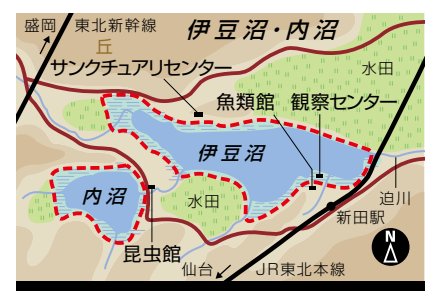 盛岡
東北新幹線
伊豆沼・内沼
丘
サンクチュアリセンター
水田
魚類館
観察センター
伊豆沼
内沼
水田
迫川
新田駅
昆虫館
仙台
JR東北本線
N